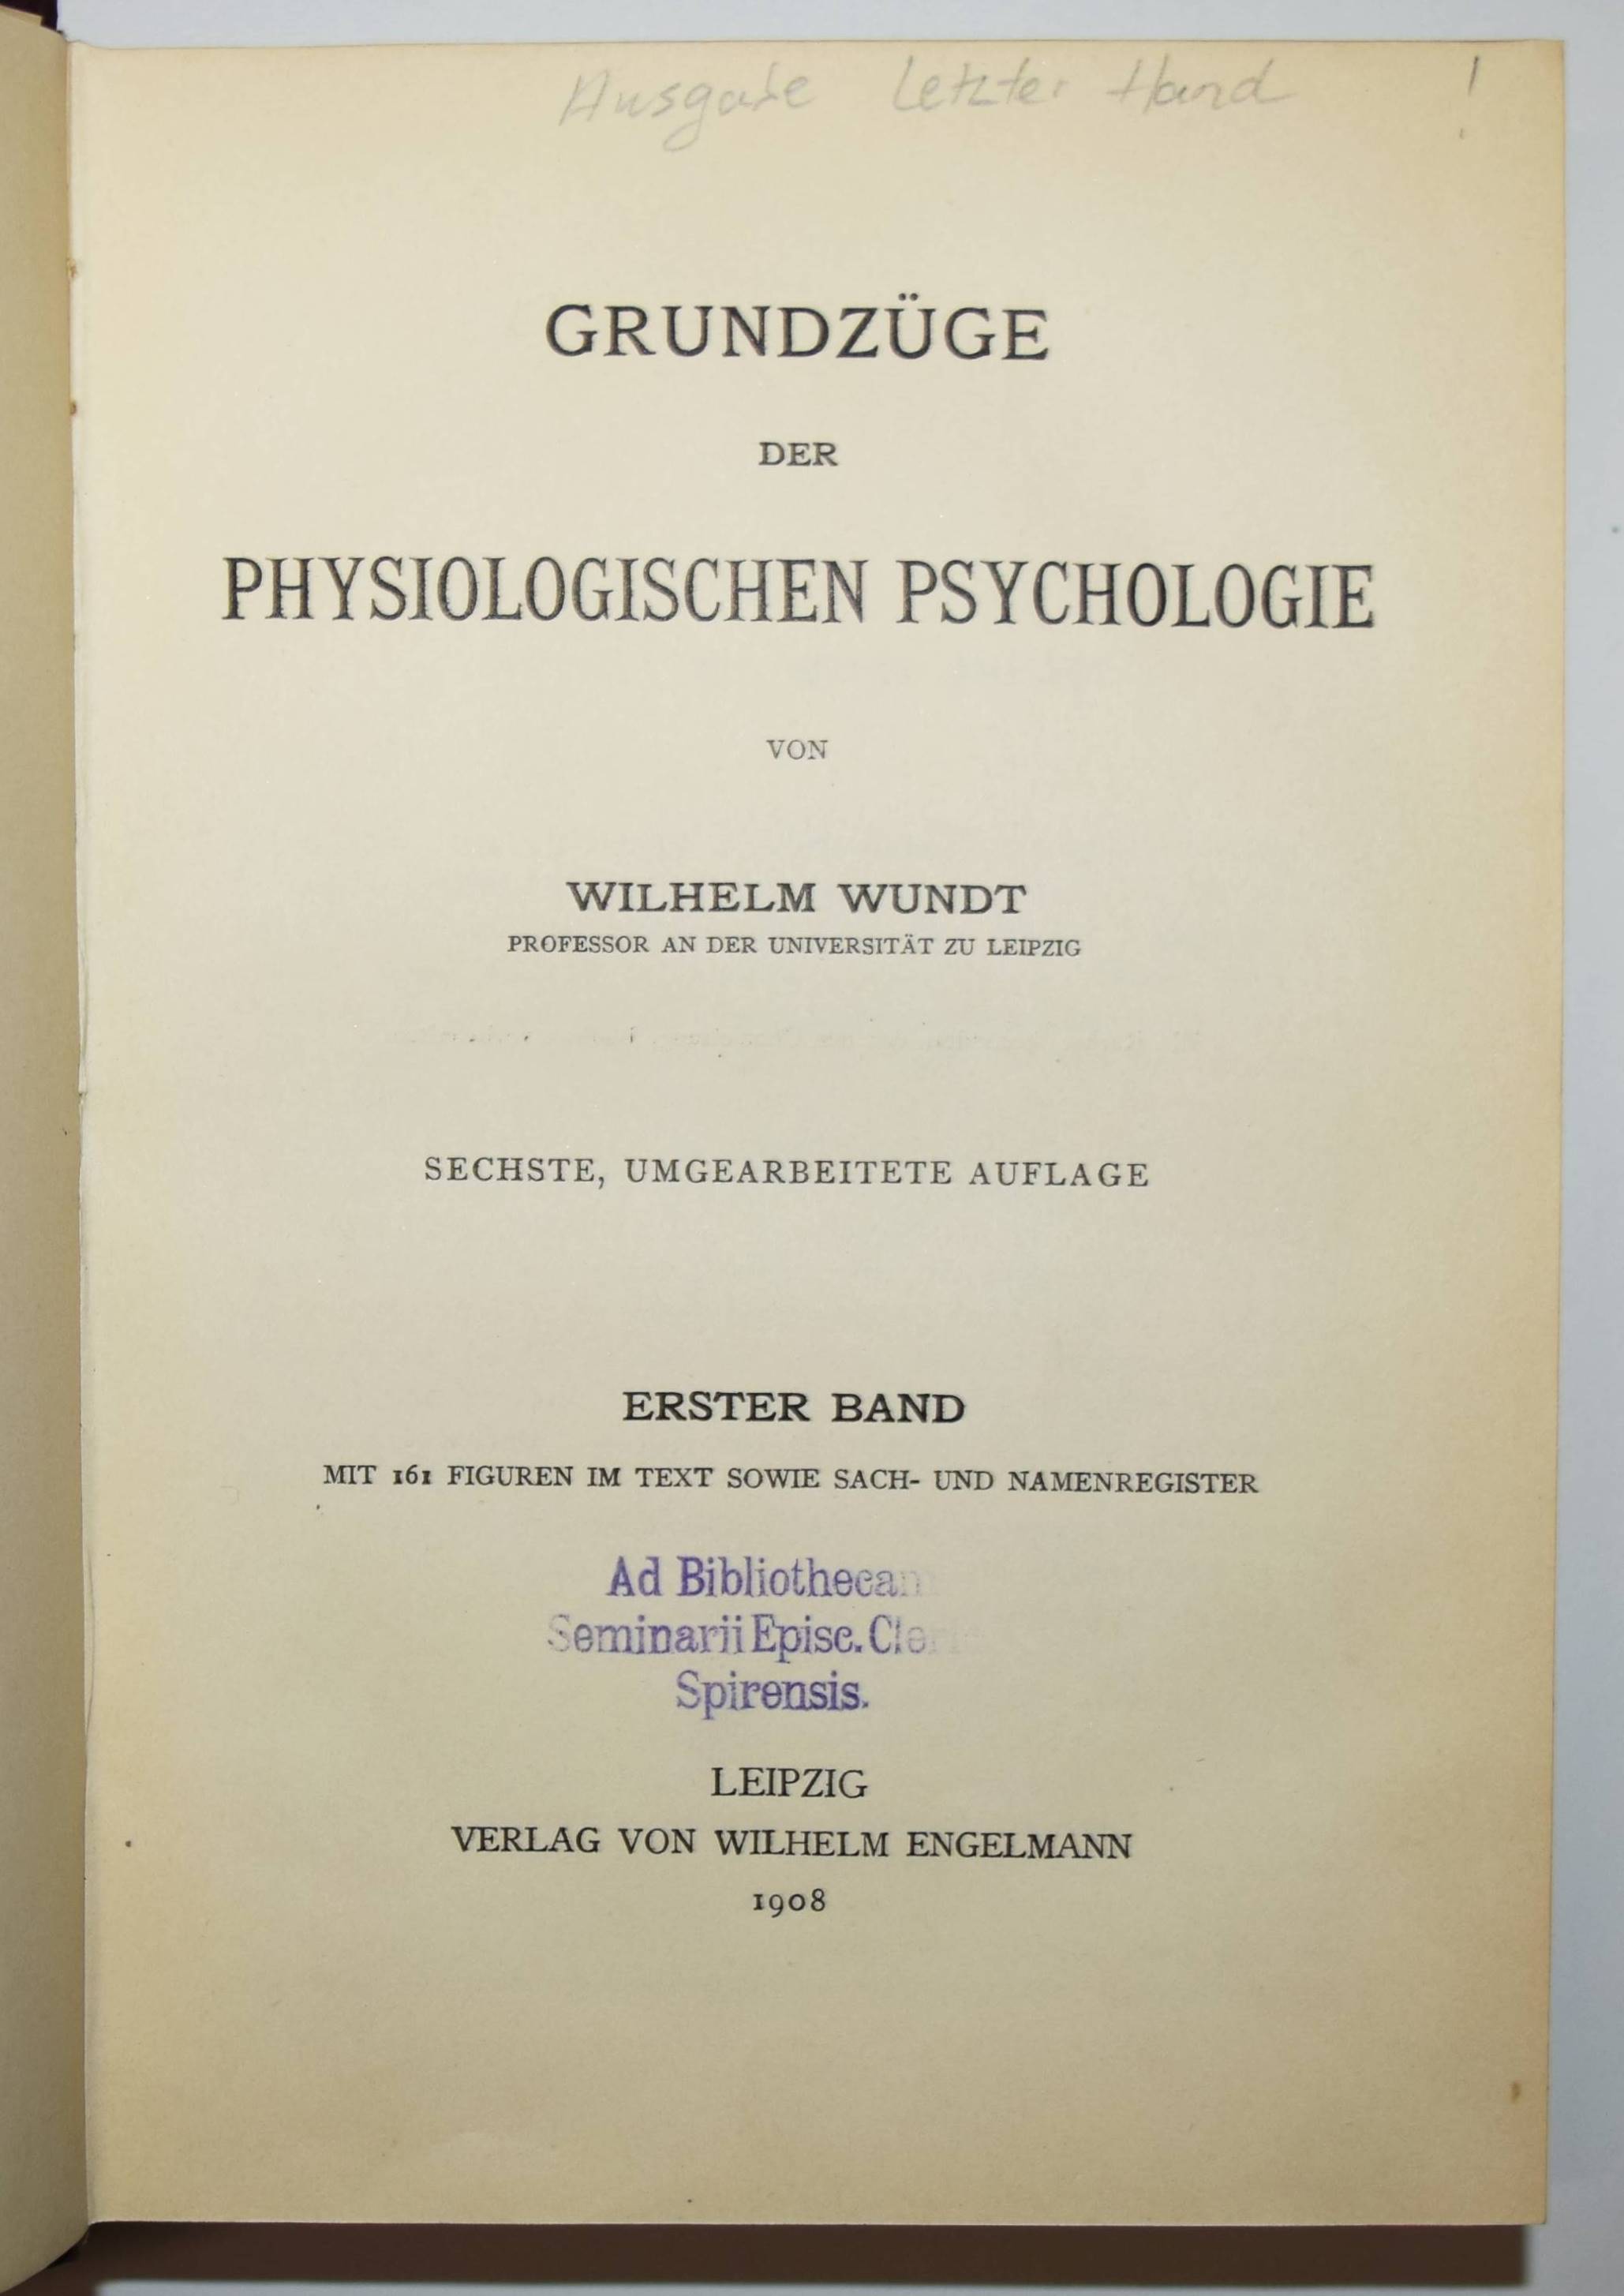 Ausgabe Letzter Hand !
GRUNDZÜGE
DER
PHYSIOLOGISCHEN PSYCHOLOGIE
VON
WILHELM WUNDT
PROFESSOR AN DER UNIVERSITÄT ZU LEIPZIG
SECHSTE, UMGEARBEITETE AUFLAGE
ERSTER BAND
MIT 161 FIGUREN IM TEXT SOWIE SACH- UND NAMENREGISTER
Ad Bibliothecam
Seminarii Episc.
Spirensis.
LEIPZIG
VERLAG VON WILHELM ENGELMANN
1908